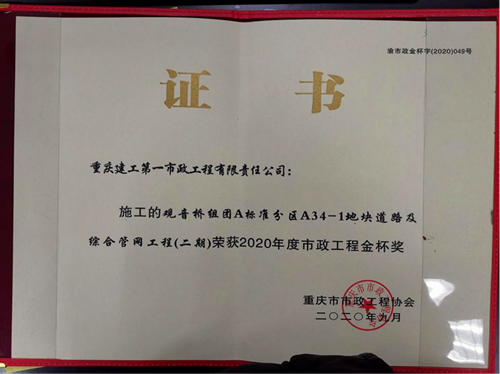 渝市政金杯字(2020)049号
证 书
重庆建工第一市政工程有限责任公司：
施工的观音桥组团A标准分区A34-1地块道路及
综合管网工程(二期)荣获2020年度市政工程金杯奖
重庆市市政工程协会
二〇二〇年九月